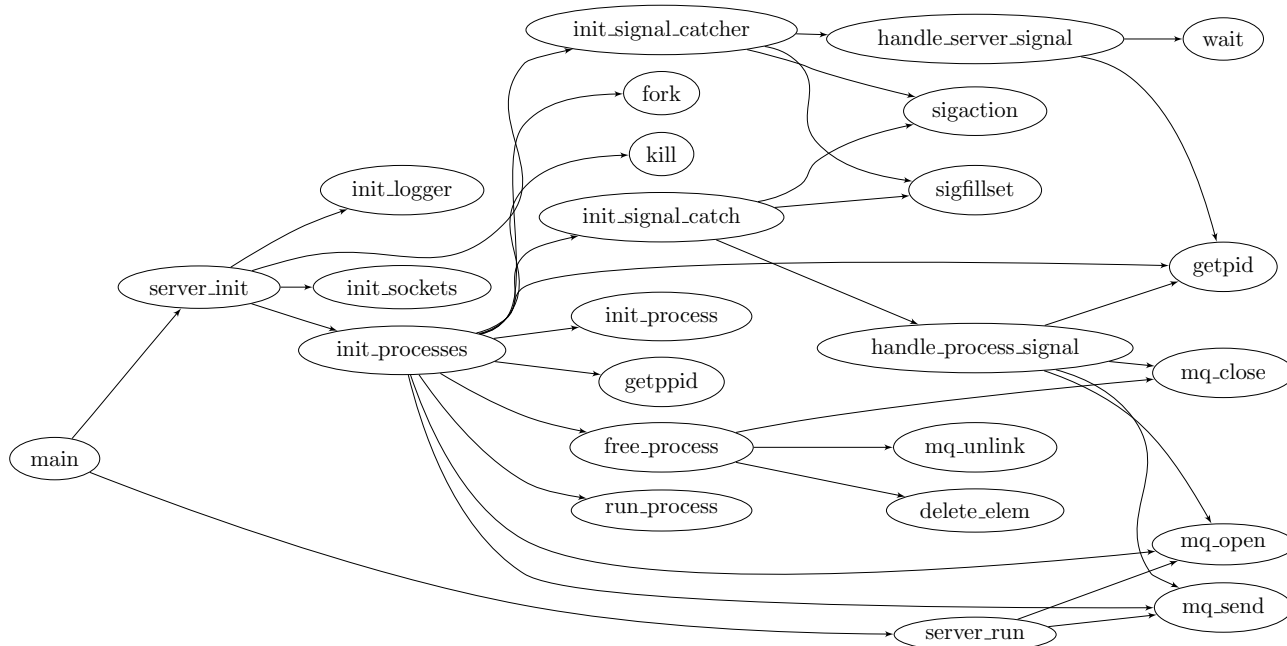 init_signal_catcher
handle_server_signal
wait
fork
sigaction
kill
init_logger
sigfillset
init_signal_catch
getpid
server_init
init_sockets
init_process
init_processes
handle_process_signal
mq_close
getppid
free_process
mq_unlink
main
run_process
delete_elem
mq_open
mq_send
server_run